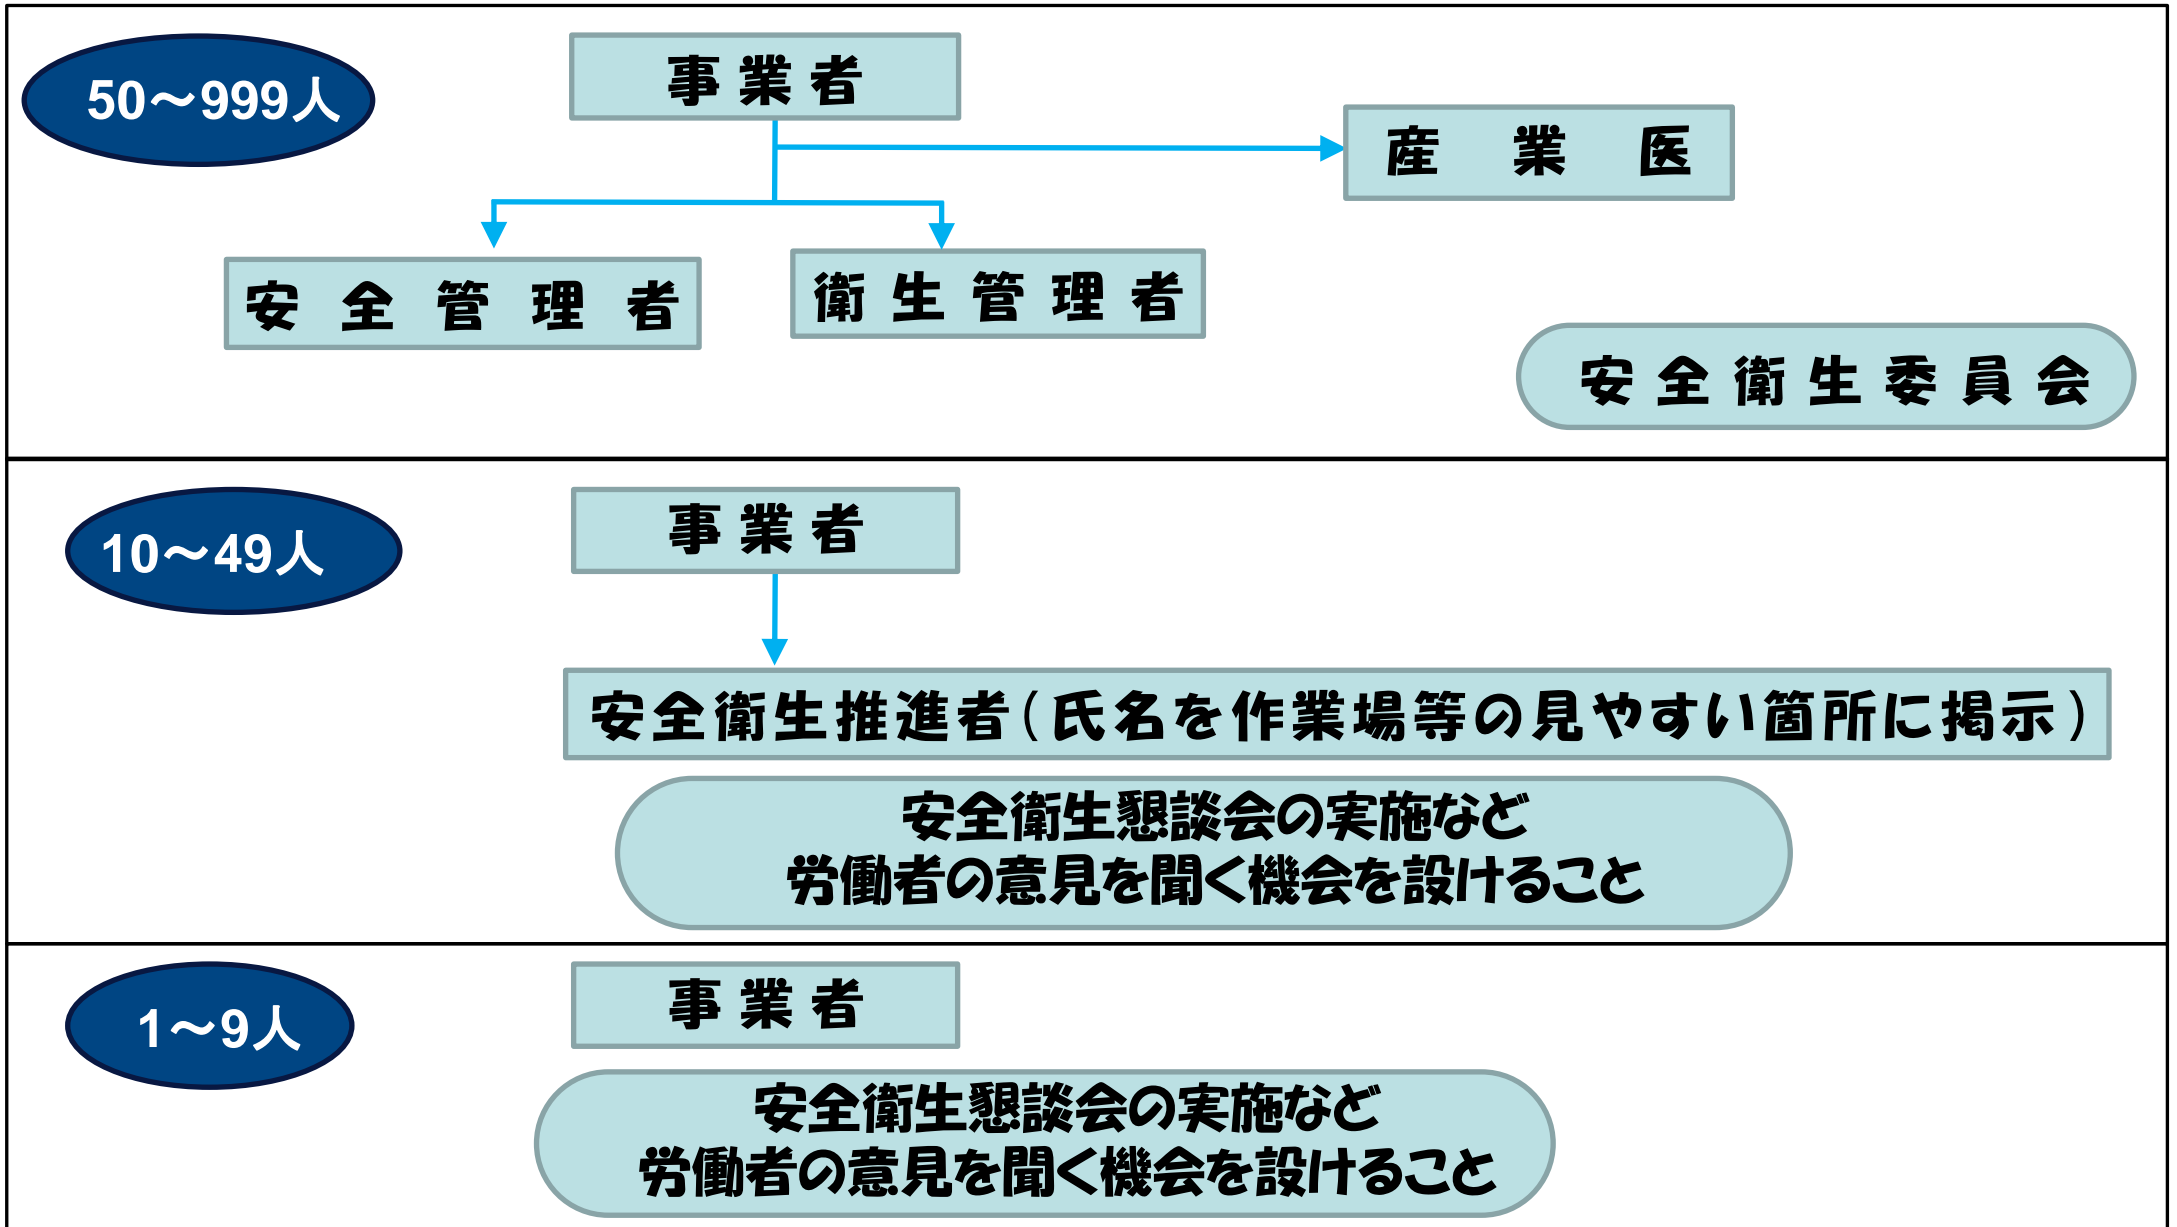 50～999人
事業者
産業医
安全管理者
衛生管理者
安全衛生委員会
10～49人
事業者
安全衛生推進者（氏名を作業場等の見やすい箇所に掲示）
安全衛生懇談会の実施など
労働者の意見を聞く機会を設けること
1～9人
事業者
安全衛生懇談会の実施など
労働者の意見を聞く機会を設けること